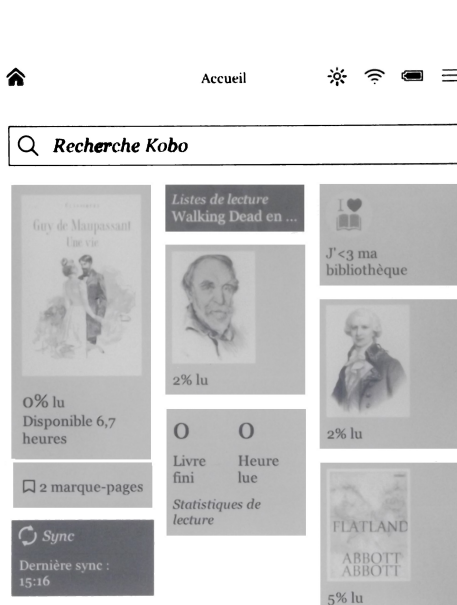 Accueil
Recherche Kobo
Guy de Maupassant
Une vie
0% lu
Disponible 6,7
heures
2 marque-pages
Sync
Dernière sync :
15:16
Listes de lecture
Walking Dead en ...
2% lu
0 0
Livre Heure
fini lue
Statistiques de
lecture
I
J'<3 ma
bibliothèque
2% lu
FLATLAND
ABBOTT
ABBOTT
5% lu